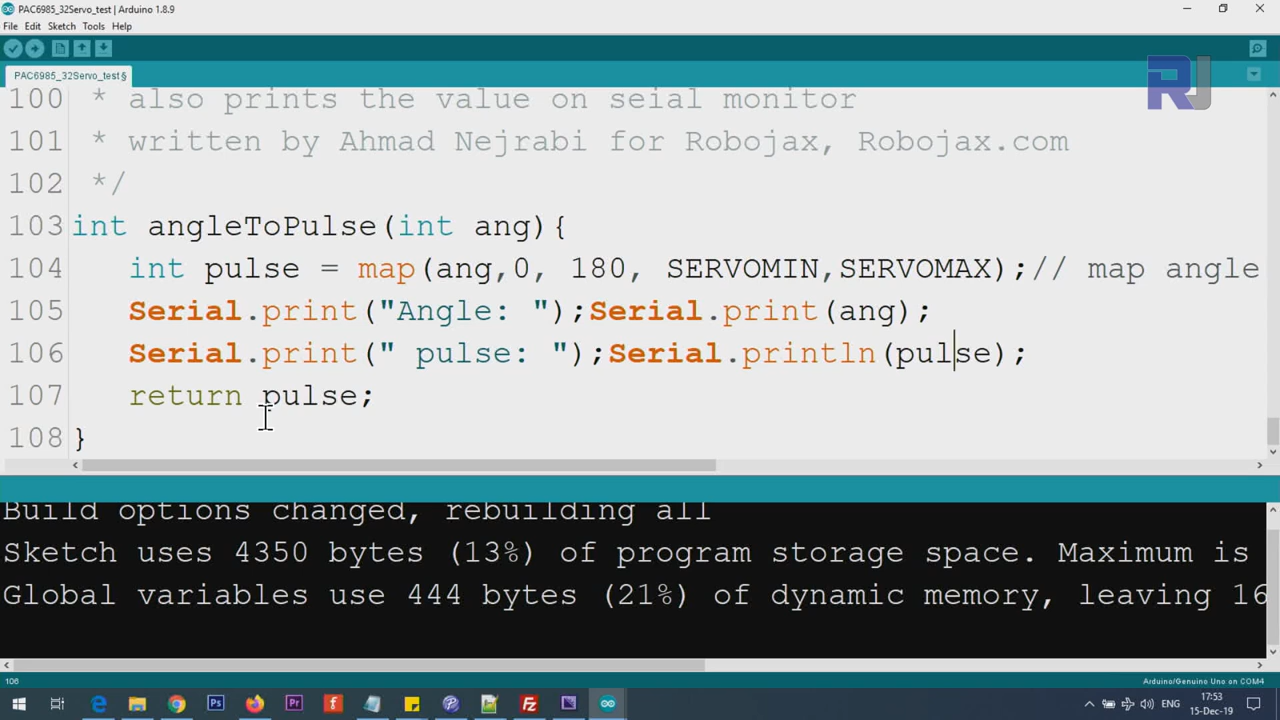 PAC6985_32Servo_test | Arduino 1.8.9
File Edit Sketch Tools Help
PAC6985_32Servo_test §
RJ
100 * also prints the value on seial monitor
101 * written by Ahmad Nejrabi for Robojax, Robojax.com
102 */
103 int angleToPulse(int ang){
104 int pulse = map(ang,0, 180, SERVOMIN,SERVOMAX);// map angle
105 Serial.print("Angle: ");Serial.print(ang);
106 Serial.print(" pulse: ");Serial.println(pulse);
107 return pulse;
108 }
Build options changed, rebuilding all
Sketch uses 4350 bytes (13%) of program storage space. Maximum is
Global variables use 444 bytes (21%) of dynamic memory, leaving 16
106
Arduino/Genuino Uno on COM4
Ps Pr f Fz
ENG
17:53
15-Dec-19